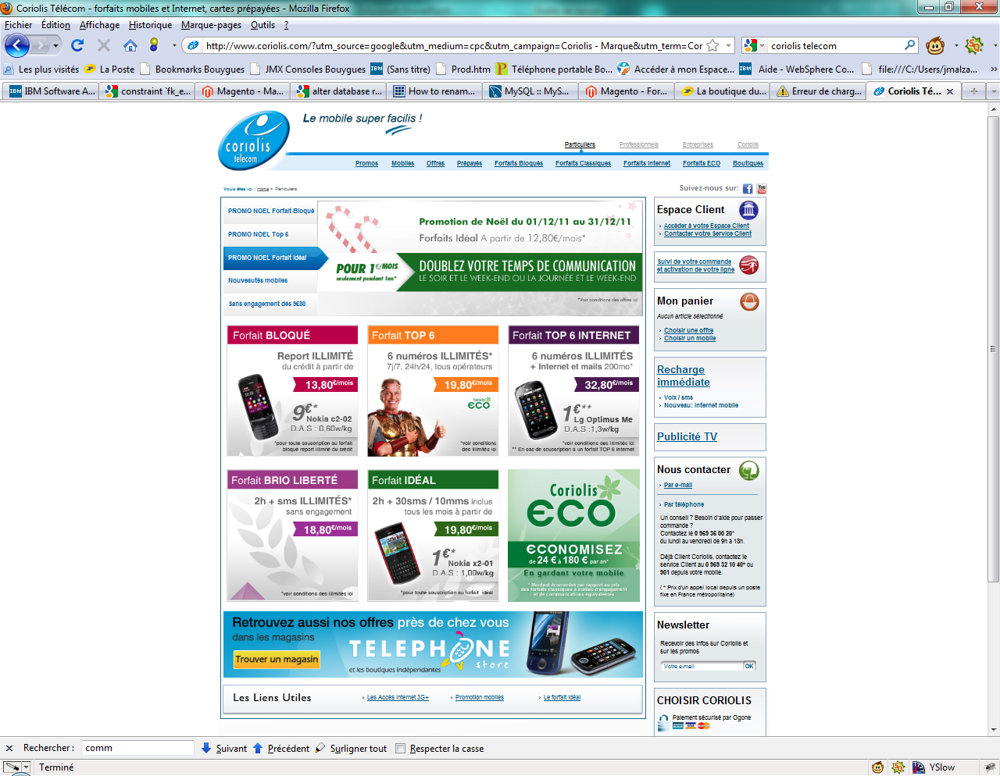 Coriolis Télécom - forfaits mobiles et Internet, cartes prépayées - Mozilla Firefox
Fichier Édition Affichage Historique Marque-pages Outils ?
http://www.coriolis.com/?utm_source=google&utm_medium=cpc&utm_campaign=Coriolis - Marque&utm_term=Cor
coriolis telecom
Les plus visités La Poste Bookmarks Bouygues JMX Consoles Bouygues (Sans titre) Prod.htm Téléphone portable Bo... Accéder à mon Espace... Aide - WebSphere Co... file:///C:/Users/jmalza...
IBM Software A... constraint `fk_e... Magento - Ma... alter database r... How to renam... MySQL :: MyS... Magento - For... La boutique du... Erreur de charg... Coriolis Té...
coriolis
telecom
Le mobile super facilis !
Particuliers Professionnels Entreprises Coriolis
Promos Mobiles Offres Prépayés Forfaits Bloqués Forfaits Classiques Forfaits Internet Forfaits ECO Boutiques
Vous êtes ici : Home > Particuliers
Suivez-nous sur:
PROMO NOEL Forfait Bloqué
PROMO NOEL Top 6
PROMO NOEL Forfait Idéal
Nouveautés mobiles
Sans engagement dès 9€80
Promotion de Noël du 01/12/11 au 31/12/11
Forfaits Idéal A partir de 12,80€/mois*
POUR 1€/MOIS
seulement pendant 1an*
DOUBLEZ VOTRE TEMPS DE COMMUNICATION
LE SOIR ET LE WEEK-END OU LA JOURNÉE ET LE WEEK-END
*Voir conditions des offres ici
Forfait BLOQUÉ
Report ILLIMITÉ
du crédit à partir de
13,80€/mois
9€*
Nokia c2-02
D.A.S : 0,60w/kg
*pour toute souscription au forfait
bloqué report illimité du crédit
Forfait TOP 6
6 numéros ILLIMITÉS*
7j/7, 24h/24, tous opérateurs
19,80€/mois
Coriolis
ECO
*voir conditions
des illimités ici
Forfait TOP 6 INTERNET
6 numéros ILLIMITÉS
+ Internet et mails 200mo*
32,80€/mois
1€**
Lg Optimus Me
D.A.S :1,3w/kg
*voir conditions des illimités ici
** En cas de souscription à un forfait TOP 6 Internet
Forfait BRIO LIBERTÉ
2h + sms ILLIMITÉS*
sans engagement
18,80€/mois
*voir conditions des illimités ici
Forfait IDÉAL
2h + 30sms / 10mms inclus
tous les mois à partir de
19,80€/mois
1€*
Nokia x2-01
D.A.S : 1,00w/kg
*pour toute souscription au forfait idéal
Coriolis
ECO
ECONOMISEZ
de 24 € à 180 € par an*
En gardant votre mobile
* Montant économisé par rapport au prix
des forfaits classiques à durées d'engagement
et de communications équivalentes
Retrouvez aussi nos offres près de chez vous
dans les magasins
Trouver un magasin
TELEPHONE
store
et les boutiques indépendantes
Les Liens Utiles
Les Accès Internet 3G+ Promotion mobiles Le forfait Idéal
Espace Client
Accéder à votre Espace Client
Contacter votre Service Client
Suivi de votre commande
et activation de votre ligne
Mon panier
Aucun article sélectionné
Choisir une offre
Choisir un mobile
Recharge
immédiate
Voix / sms
Nouveau: Internet mobile
Publicité TV
Nous contacter
Par e-mail
Par téléphone
Un conseil ? Besoin d'aide pour passer
commande ?
Contactez le 0 969 36 00 20*
du lundi au vendredi de 9h à 18h.
Déjà Client Coriolis, contactez le
service Client au 0 969 32 10 40* ou
901 depuis votre mobile.
( * Prix d'un appel local depuis un poste
fixe en France métropolitaine)
Newsletter
Recevoir des infos sur Coriolis et
sur les promos
Votre e-mail OK
CHOISIR CORIOLIS
Paiement sécurisé par Ogone
Rechercher : comm Suivant Précédent Surligner tout Respecter la casse
Terminé
YSlow